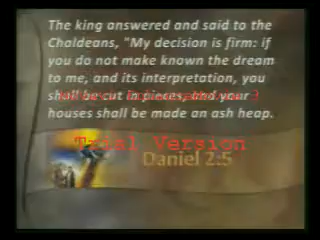 The king answered and said to the
Chaldeans, "My decision is firm: if
you do not make known the dream
to me, and its interpretation, you
shall be cut in pieces, and your
houses shall be made an ash heap.
Trial Version
Daniel 2:5